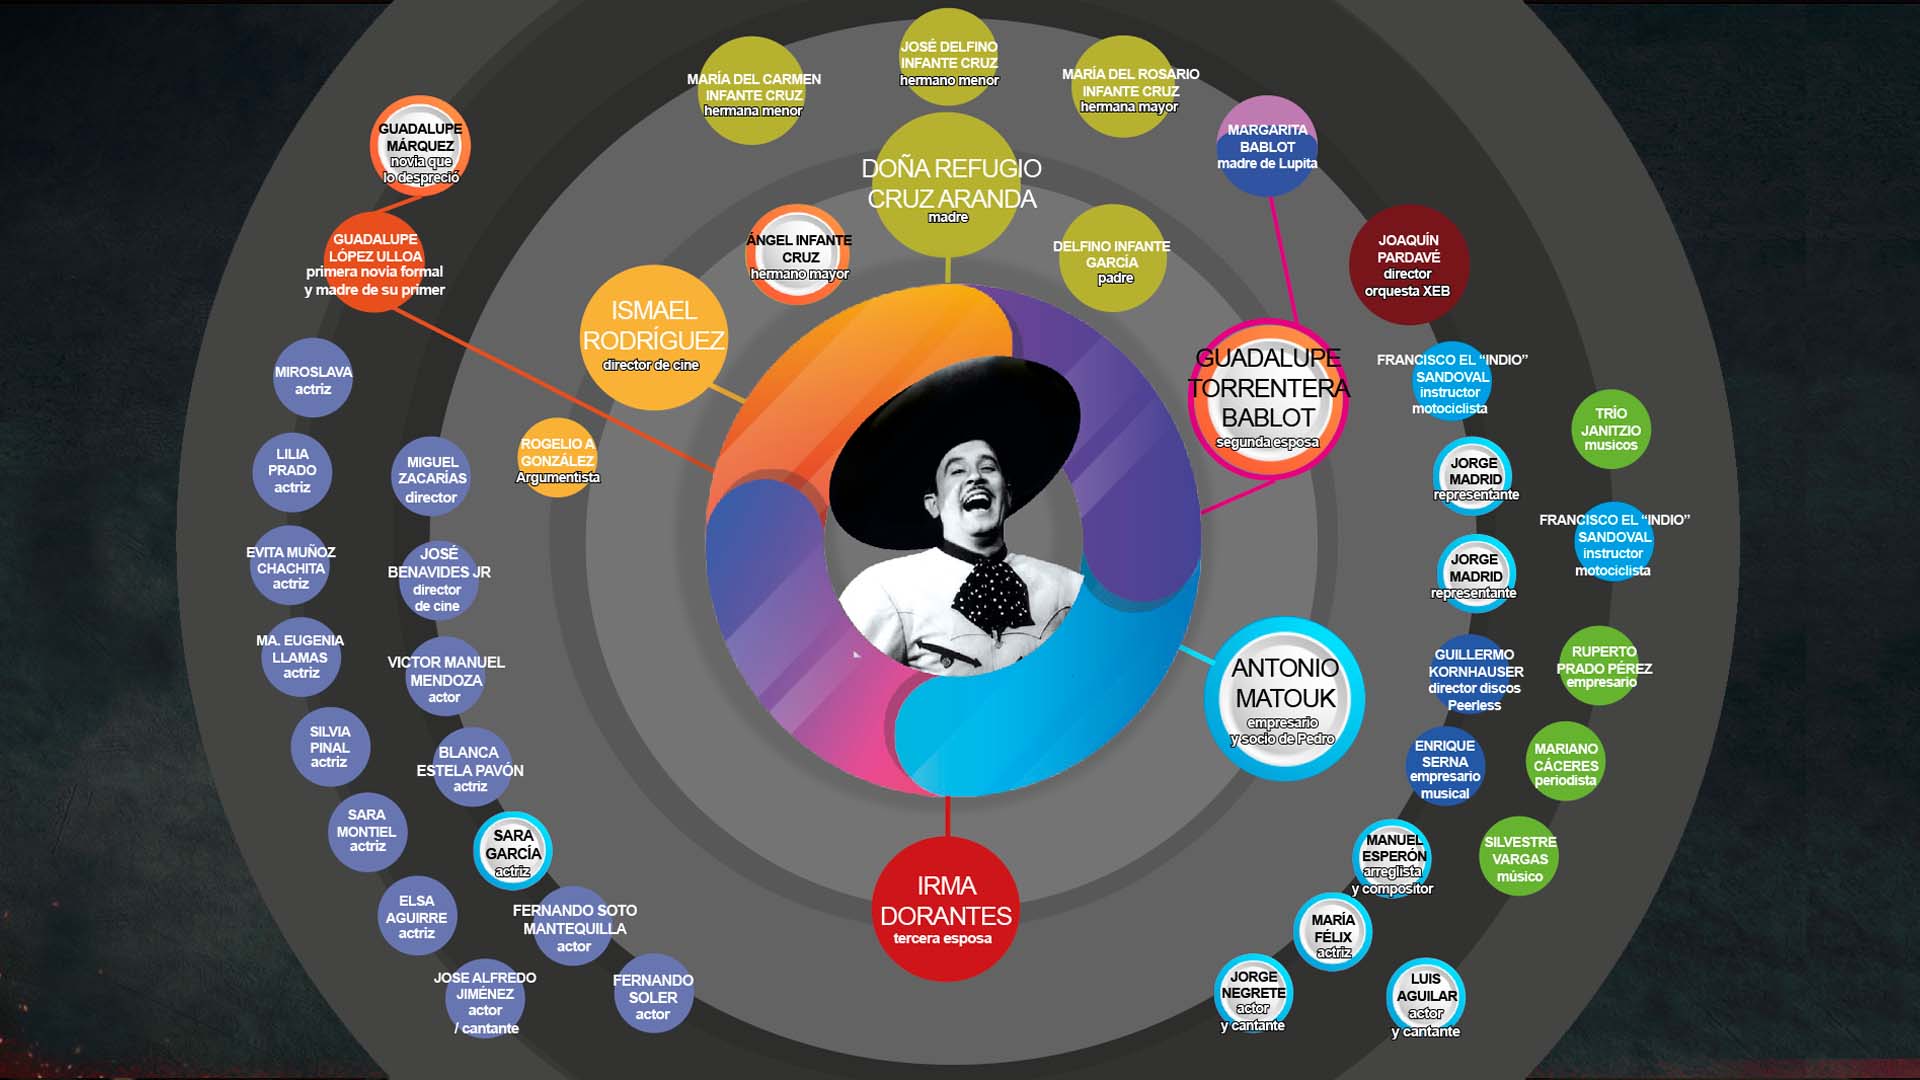 JOSÉ DELFINO
INFANTE CRUZ
hermano menor
MARÍA DEL CARMEN
INFANTE CRUZ
hermana menor
MARÍA DEL ROSARIO
INFANTE CRUZ
hermana mayor
GUADALUPE
MÁRQUEZ
novia que
lo despreció
MARGARITA
BABLOT
madre de Lupita
DOÑA REFUGIO
CRUZ ARANDA
madre
GUADALUPE
LÓPEZ ULLOA
primera novia formal
y madre de su primer
ÁNGEL INFANTE
CRUZ
hermano mayor
DELFINO INFANTE
GARCÍA
padre
JOAQUÍN
PARDAVÉ
director
orquesta XEB
ISMAEL
RODRÍGUEZ
director de cine
GUADALUPE
TORRENTERA
BABLOT
segunda esposa
FRANCISCO EL “INDIO”
SANDOVAL
instructor
motociclista
MIROSLAVA
actriz
TRÍO
JANITZIO
musicos
ROGELIO A
GONZÁLEZ
Argumentista
LILIA
PRADO
actriz
MIGUEL
ZACARÍAS
director
JORGE
MADRID
representante
FRANCISCO EL “INDIO”
SANDOVAL
instructor
motociclista
EVITA MUÑOZ
CHACHITA
actriz
JOSÉ
BENAVIDES JR
director
de cine
JORGE
MADRID
representante
MA. EUGENIA
LLAMAS
actriz
VICTOR MANUEL
MENDOZA
actor
ANTONIO
MATOUK
empresario
y socio de Pedro
GUILLERMO
KORNHAUSER
director discos
Peerless
RUPERTO
PRADO PÉREZ
empresario
SILVIA
PINAL
actriz
BLANCA
ESTELA PAVÓN
actriz
ENRIQUE
SERNA
empresario
musical
MARIANO
CÁCERES
periodista
SARA
MONTIEL
actriz
SARA
GARCÍA
actriz
MANUEL
ESPERÓN
arreglista
y compositor
SILVESTRE
VARGAS
músico
ELSA
AGUIRRE
actriz
FERNANDO SOTO
MANTEQUILLA
actor
IRMA
DORANTES
tercera esposa
MARÍA
FÉLIX
actriz
JOSE ALFREDO
JIMÉNEZ
actor
/ cantante
FERNANDO
SOLER
actor
JORGE
NEGRETE
actor
y cantante
LUIS
AGUILAR
actor
y cantante